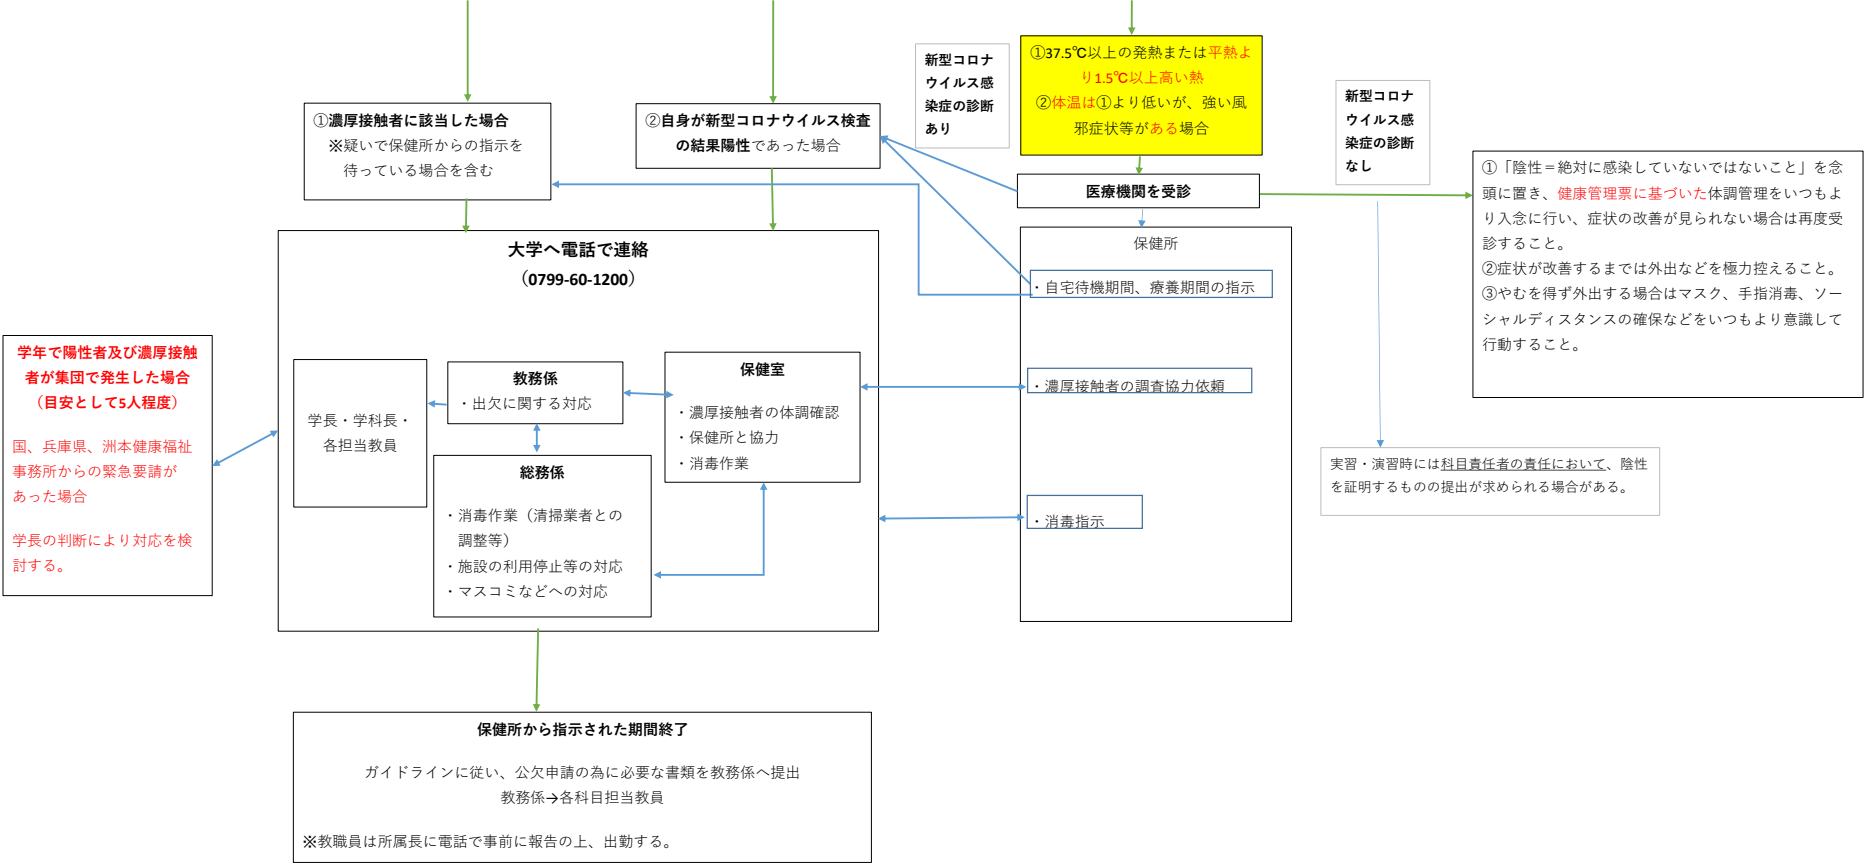 ①37.5℃以上の発熱または平熱よ
り1.5℃以上高い熱
②体温は①より低いが、強い風
邪症状等がある場合
新型コロナ
ウイルス感
染症の診断
あり
新型コロナ
ウイルス感
染症の診断
なし
①濃厚接触者に該当した場合
※疑いで保健所からの指示を
待っている場合を含む
②自身が新型コロナウイルス検査
の結果陽性であった場合
医療機関を受診
①「陰性＝絶対に感染していないではないこと」を念
頭に置き、健康管理票に基づいた体調管理をいつもよ
り入念に行い、症状の改善が見られない場合は再度受
診すること。
②症状が改善するまでは外出などを極力控えること。
③やむを得ず外出する場合はマスク、手指消毒、ソー
シャルディスタンスの確保などをいつもより意識して
行動すること。
大学へ電話で連絡
（0799-60-1200）
保健所
・自宅待機期間、療養期間の指示
・濃厚接触者の調査協力依頼
・消毒指示
学年で陽性者及び濃厚接触
者が集団で発生した場合
（目安として5人程度）
国、兵庫県、洲本健康福祉
事務所からの緊急要請が
あった場合
学長の判断により対応を検
討する。
学長・学科長・
各担当教員
教務係
・出欠に関する対応
保健室
・濃厚接触者の体調確認
・保健所と協力
・消毒作業
総務係
・消毒作業（清掃業者との
調整等）
・施設の利用停止等の対応
・マスコミなどへの対応
実習・演習時には科目責任者の責任において、陰性
を証明するものの提出が求められる場合がある。
保健所から指示された期間終了
ガイドラインに従い、公欠申請の為に必要な書類を教務係へ提出
教務係→各科目担当教員
※教職員は所属長に電話で事前に報告の上、出勤する。